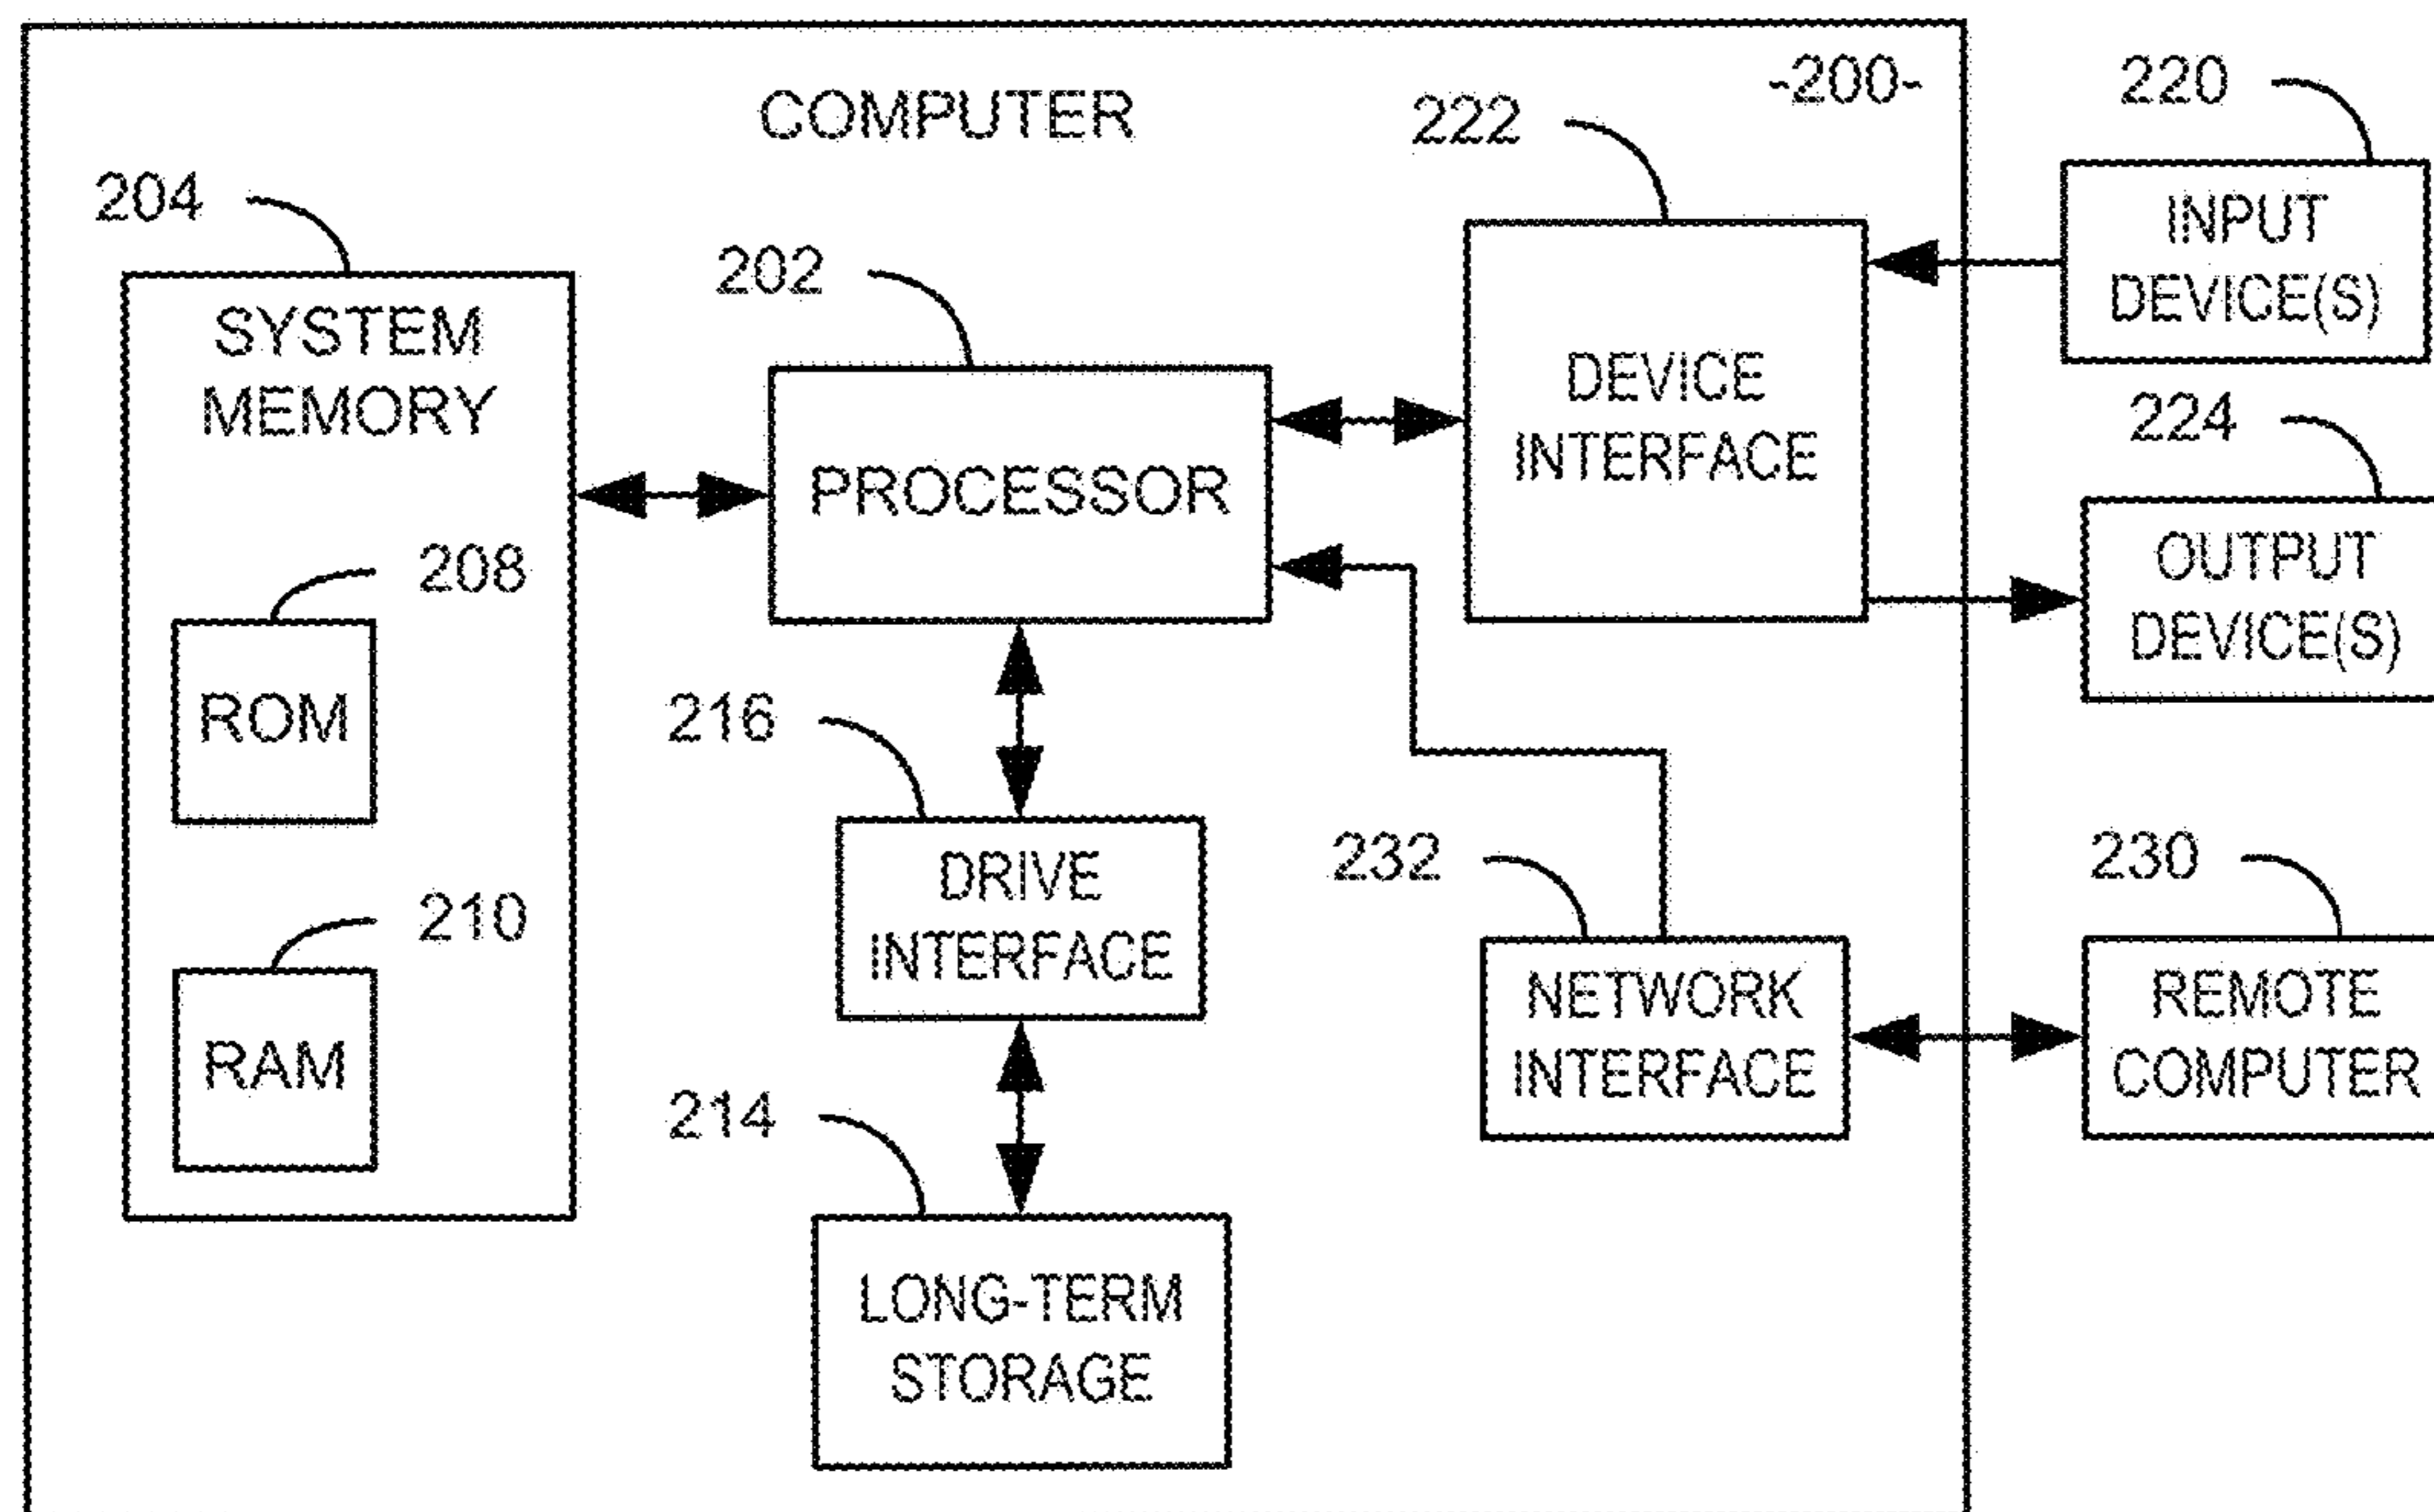 COMPUTER
-200-
204
SYSTEM
MEMORY
208
ROM
210
RAM
202
PROCESSOR
216
DRIVE
INTERFACE
214
LONG-TERM
STORAGE
222
DEVICE
INTERFACE
232
NETWORK
INTERFACE
220
INPUT
DEVICE(S)
224
OUTPUT
DEVICE(S)
230
REMOTE
COMPUTER